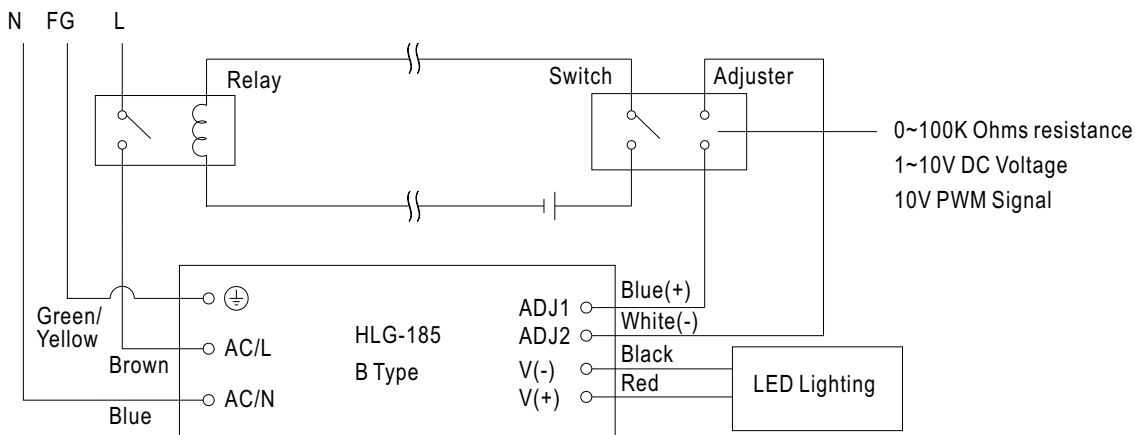 N FG L
Relay
Switch
Adjuster
0~100K Ohms resistance
1~10V DC Voltage
10V PWM Signal
Green/
Yellow
Brown
Blue
AC/L
AC/N
HLG-185
B Type
ADJ1
ADJ2
V(-)
V(+)
Blue(+)
White(-)
Black
Red
LED Lighting